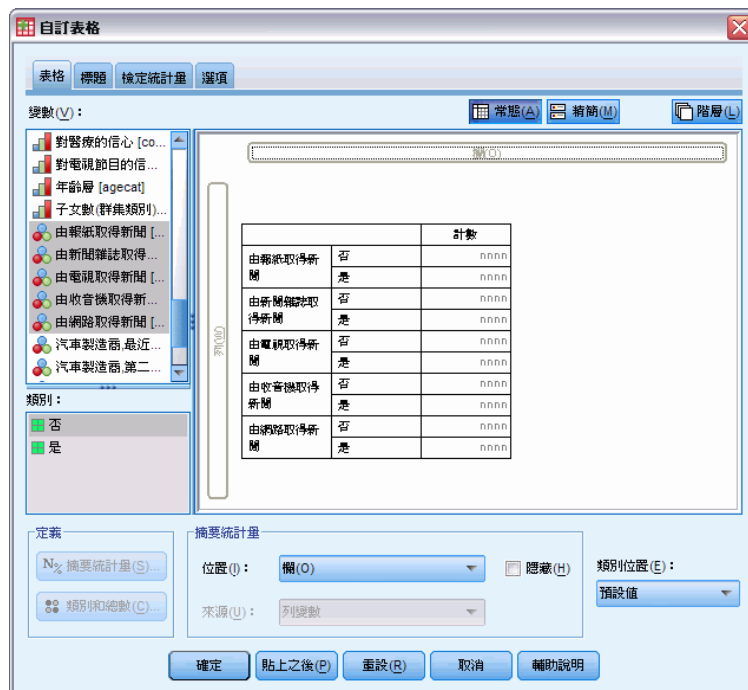 自訂表格
表格 標題 檢定統計量 選項
變數(V)：
常態(A) 精簡(M) 階層(L)
對醫療的信心 [co...
對電視節目的信...
年齡層 [agecat]
子女數(群集類別)...
由報紙取得新聞 [...
由新聞雜誌取得...
由電視取得新聞 [...
由收音機取得新...
由網路取得新聞 [...
汽車製造商,最近...
汽車製造商,第二...
類別：
否
是
欄(O)
計數
由報紙取得新聞 否 nnnn
是 nnnn
由新聞雜誌取得新聞 否 nnnn
是 nnnn
由電視取得新聞 否 nnnn
是 nnnn
由收音機取得新聞 否 nnnn
是 nnnn
由網路取得新聞 否 nnnn
是 nnnn
定義
N% 摘要統計量(S)...
類別和總數(C)...
摘要統計量
位置(I)： 欄(O) 隱藏(H)
來源(U)： 列變數
類別位置(E)：
預設值
確定 貼上之後(P) 重設(R) 取消 輔助說明